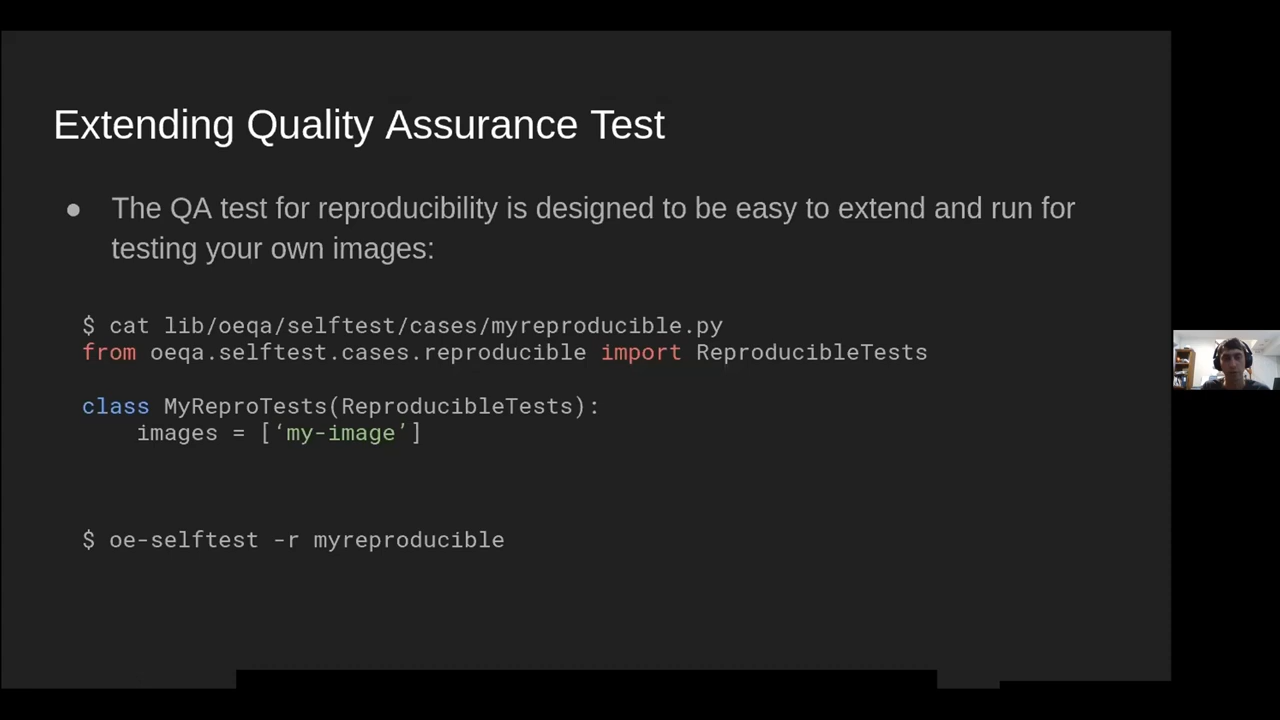 Extending Quality Assurance Test
● The QA test for reproducibility is designed to be easy to extend and run for
testing your own images:
$ cat lib/oeqa/selftest/cases/myreproducible.py
from oeqa.selftest.cases.reproducible import ReproducibleTests
class MyReproTests(ReproducibleTests):
    images = [‘my-image’]
$ oe-selftest -r myreproducible